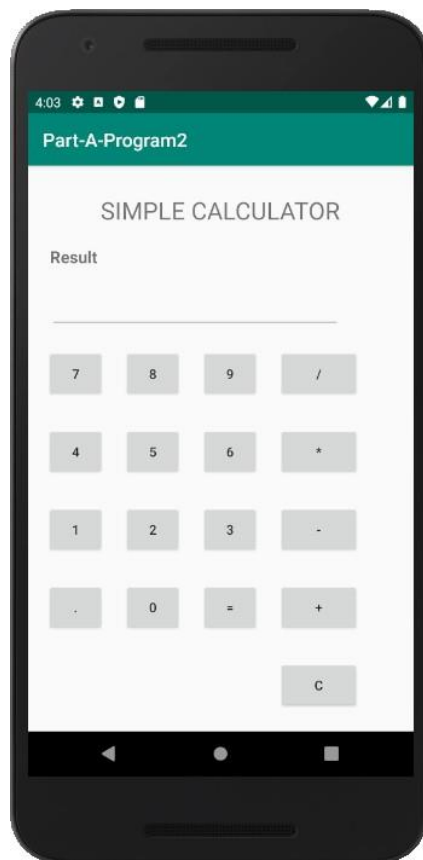 4:03
Part-A-Program2
SIMPLE CALCULATOR
Result
7 8 9 /
4 5 6 *
1 2 3 -
. 0 = +
C